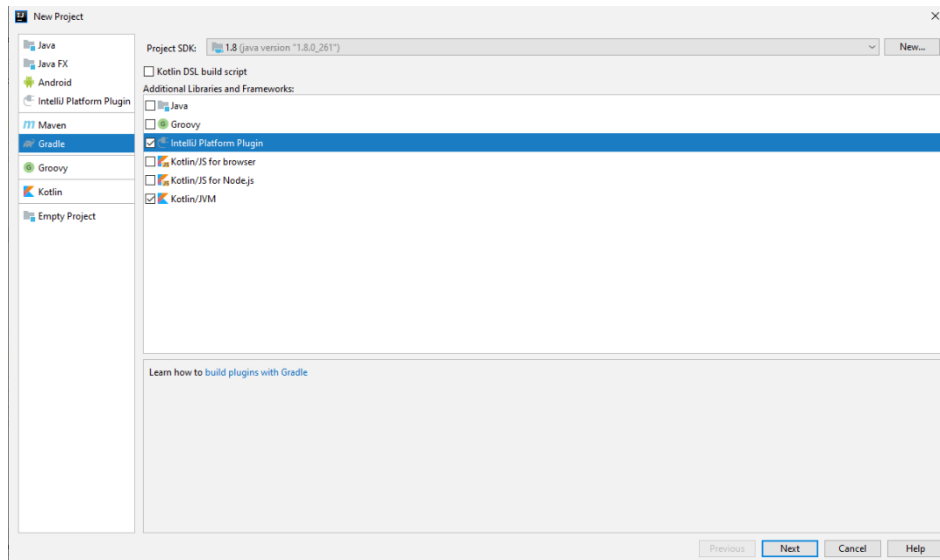 New Project
Java
Java FX
Android
IntelliJ Platform Plugin
Maven
Gradle
Groovy
Kotlin
Empty Project
Project SDK: 1.8 (java version "1.8.0_261") New...
Kotlin DSL build script
Additional Libraries and Frameworks:
Java
Groovy
IntelliJ Platform Plugin
Kotlin/JS for browser
Kotlin/JS for Node.js
Kotlin/JVM
Learn how to build plugins with Gradle
Previous Next Cancel Help